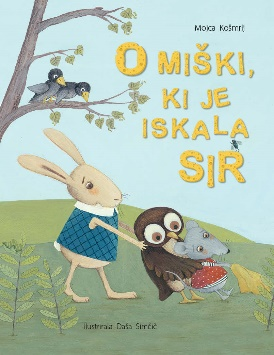 Mojca Košmrlj
O MIŠKI,
KI JE
ISKALA
SIR
ilustrirala Daša Simčič